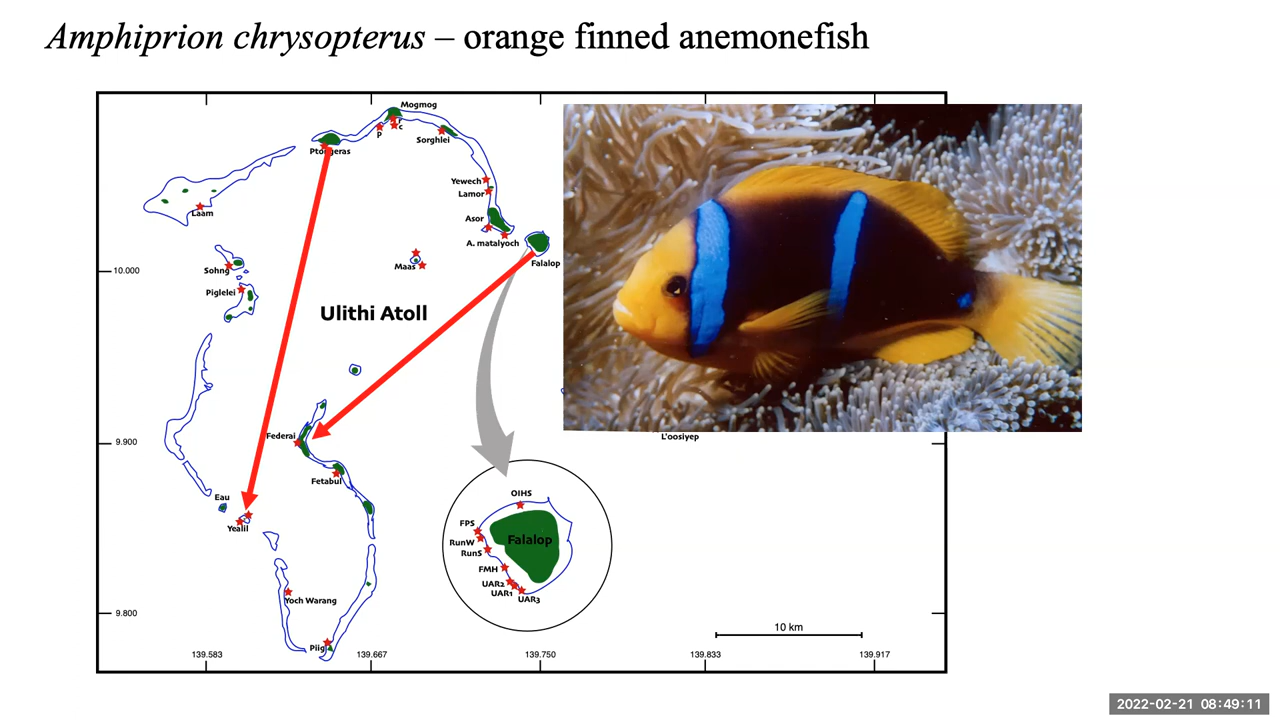 Amphiprion chrysopterus – orange finned anemonefish
Mogmog
P
c
Sorghlei
Yewech
Lamor
Laam
Asor
A. matalyoch
Falalop
Maas
Sohng
Piglelei
10.000
Ulithi Atoll
Federai
9.900
L'oosiyep
Fetabul
Eau
Yealil
OIHS
FPS
RunW
RunS
Falalop
FMH
UAR2
UAR1
UAR3
Yoch Warang
9.800
10 km
Piig
139.583
139.667
139.750
139.833
139.917
2022-02-21 08:49:11